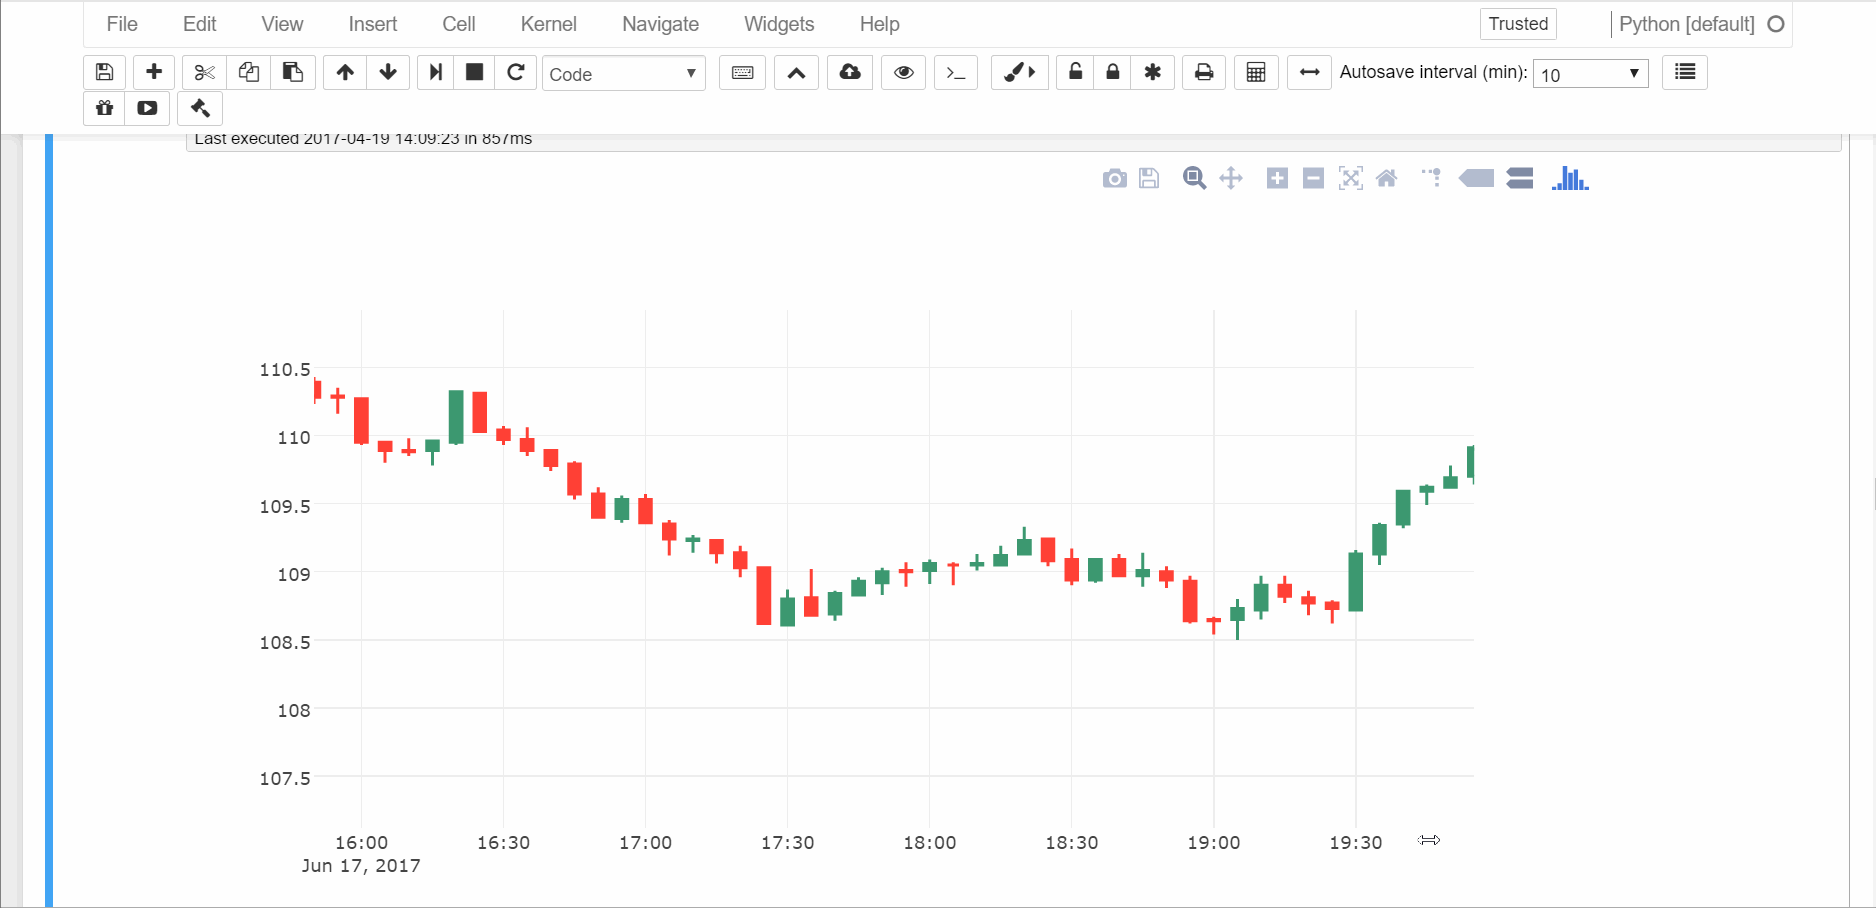 File Edit View Insert Cell Kernel Navigate Widgets Help Trusted Python [default]
Code Autosave interval (min): 10
Last executed 2017-04-19 14:09:23 in 857ms
110.5
110
109.5
109
108.5
108
107.5
16:00 16:30 17:00 17:30 18:00 18:30 19:00 19:30
Jun 17, 2017